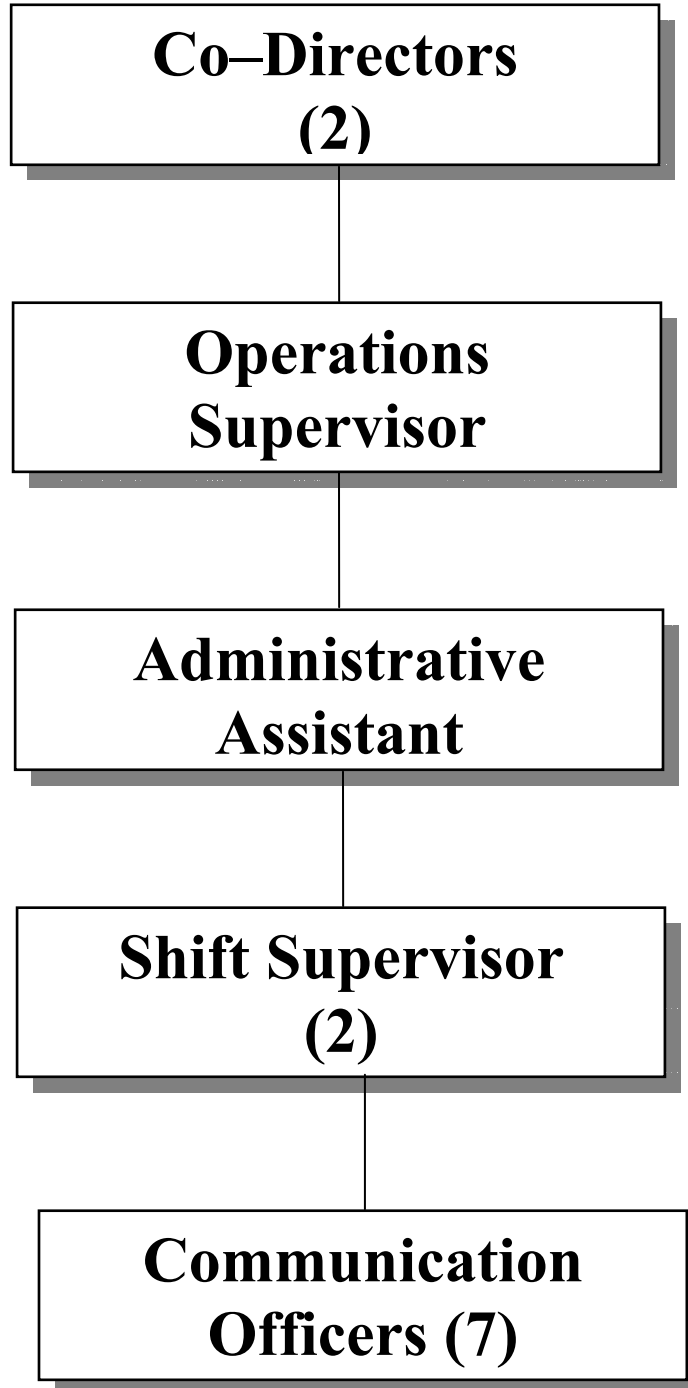 Co–Directors
(2)
Operations
Supervisor
Administrative
Assistant
Shift Supervisor
(2)
Communication
Officers (7)